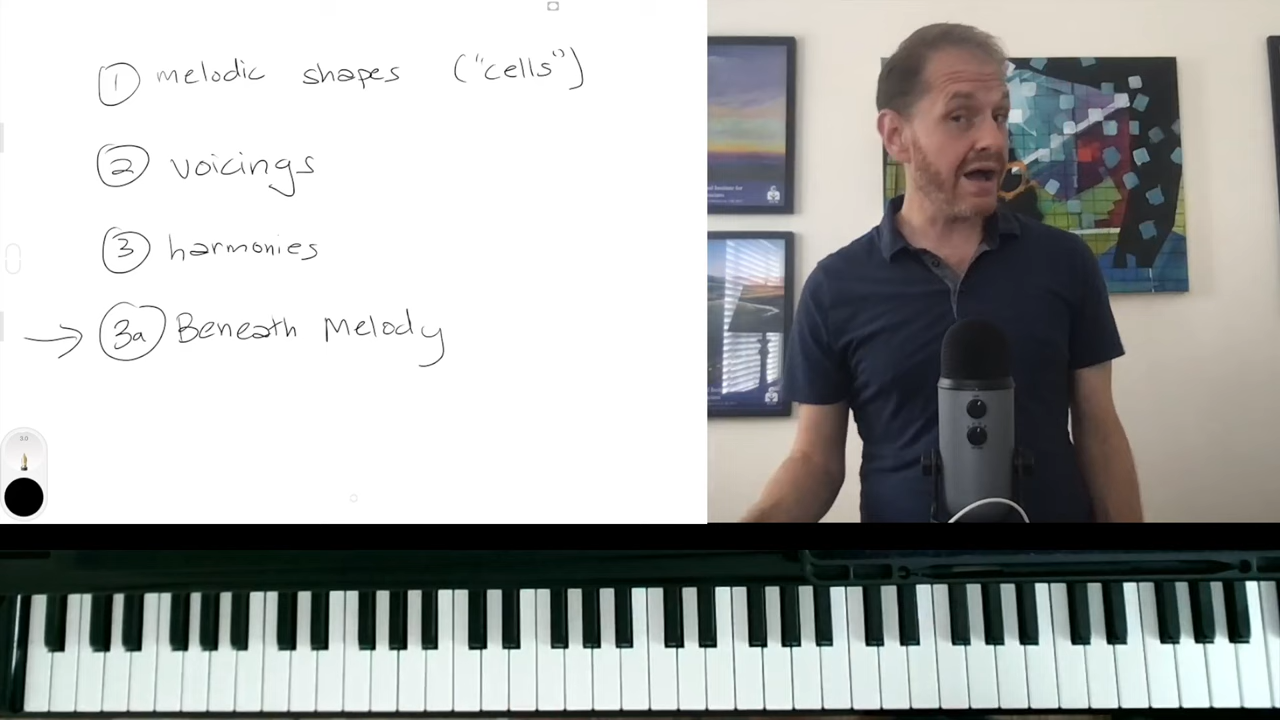 ① melodic shapes ("cells")
② voicings
③ harmonies
→ 3a Beneath Melody